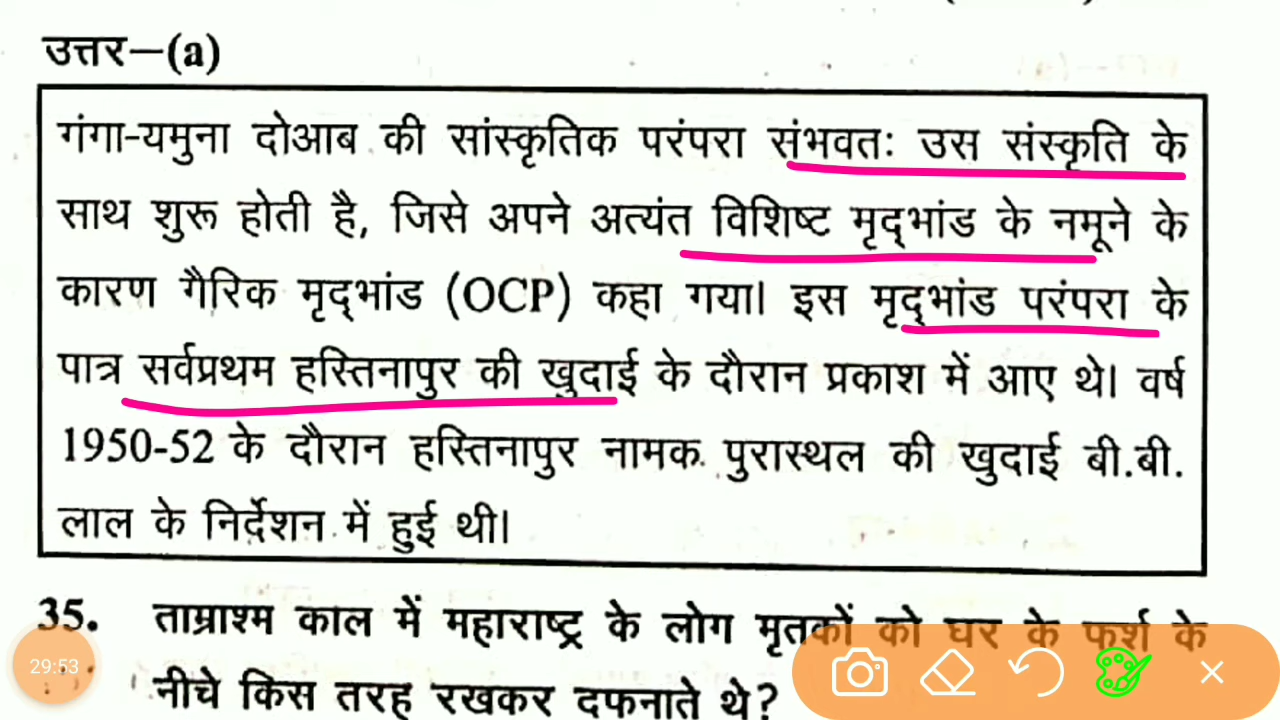 उत्तर–(a)
गंगा-यमुना दोआब की सांस्कृतिक परंपरा संभवतः उस संस्कृति के
साथ शुरू होती है, जिसे अपने अत्यंत विशिष्ट मृद्भांड के नमूने के
कारण गैरिक मृद्भांड (OCP) कहा गया। इस मृद्भांड परंपरा के
पात्र सर्वप्रथम हस्तिनापुर की खुदाई के दौरान प्रकाश में आए थे। वर्ष
1950-52 के दौरान हस्तिनापुर नामक पुरास्थल की खुदाई बी.बी.
लाल के निर्देशन में हुई थी।
35. ताम्राश्म काल में महाराष्ट्र के लोग मृतकों को घर के फर्श के
नीचे किस तरह रखकर दफनाते थे?
29:53